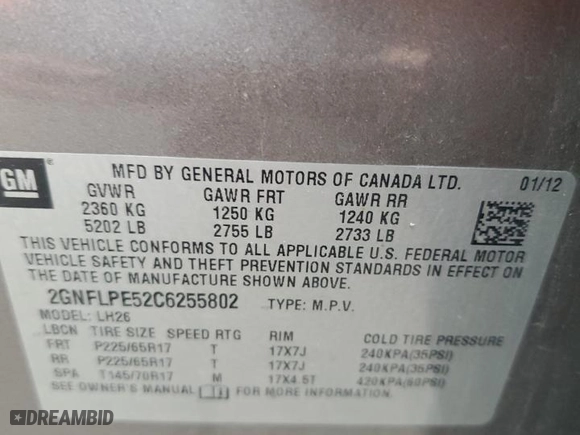 GM ®
MFD BY GENERAL MOTORS OF CANADA LTD. 01/12
GVWR GAWR FRT GAWR RR
2360 KG 1250 KG 1240 KG
5202 LB 2755 LB 2733 LB
THIS VEHICLE CONFORMS TO ALL APPLICABLE U.S. FEDERAL MOTOR
VEHICLE SAFETY AND THEFT PREVENTION STANDARDS IN EFFECT ON
THE DATE OF MANUFACTURE SHOWN ABOVE.
2GNFLPE52C6255802 TYPE: M.P.V.
MODEL: LH26
LBCN TIRE SIZE SPEED RTG RIM COLD TIRE PRESSURE
FRT P225/65R17 T 17X7J 240KPA(35PSI)
RR P225/65R17 T 17X7J 240KPA(35PSI)
SPA T145/70R17 M 17X4.5T 420KPA(60PSI)
SEE OWNER'S MANUAL FOR MORE INFORMATION.
DREAMBID